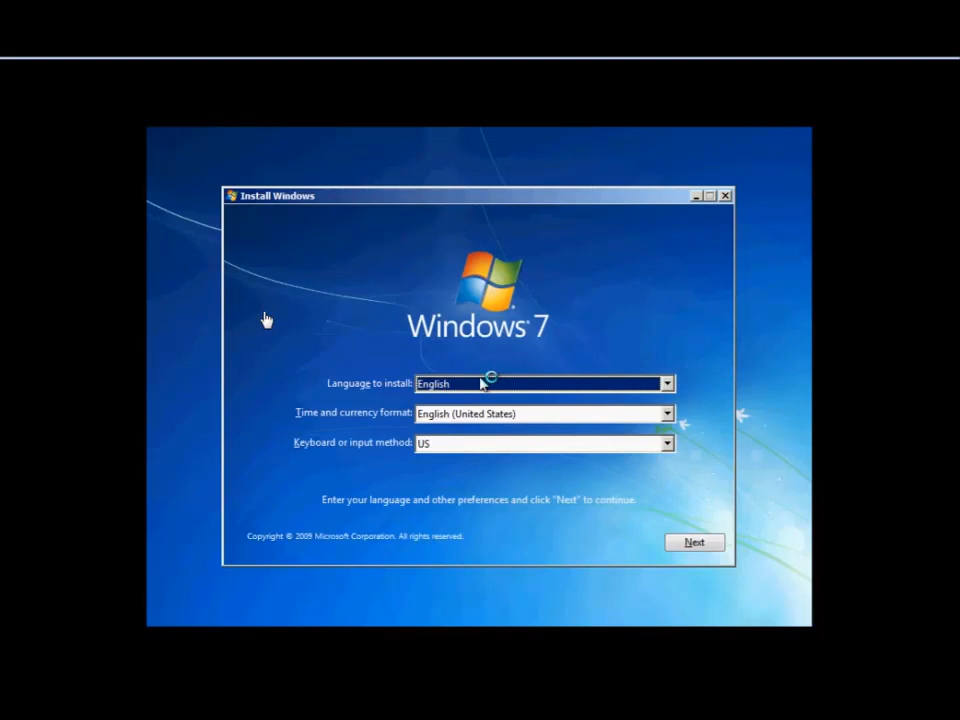 Install Windows
Windows 7
Language to install: English
Time and currency format: English (United States)
Keyboard or input method: US
Enter your language and other preferences and click "Next" to continue.
Copyright © 2009 Microsoft Corporation. All rights reserved.
Next